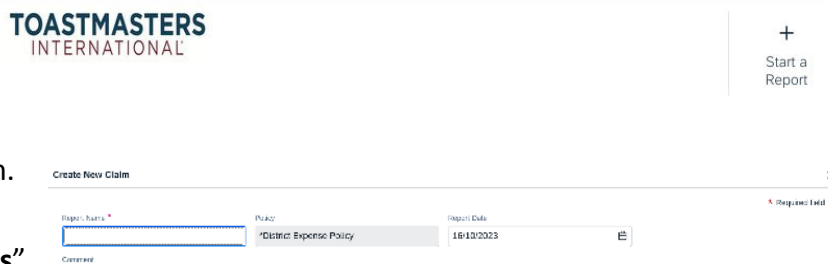 TOASTMASTERS
INTERNATIONAL
+
Start a
Report
n.
Create New Claim
* Required field
Report Name *
Policy
Report Date
*District Expense Policy
16/10/2023
Comment
s"